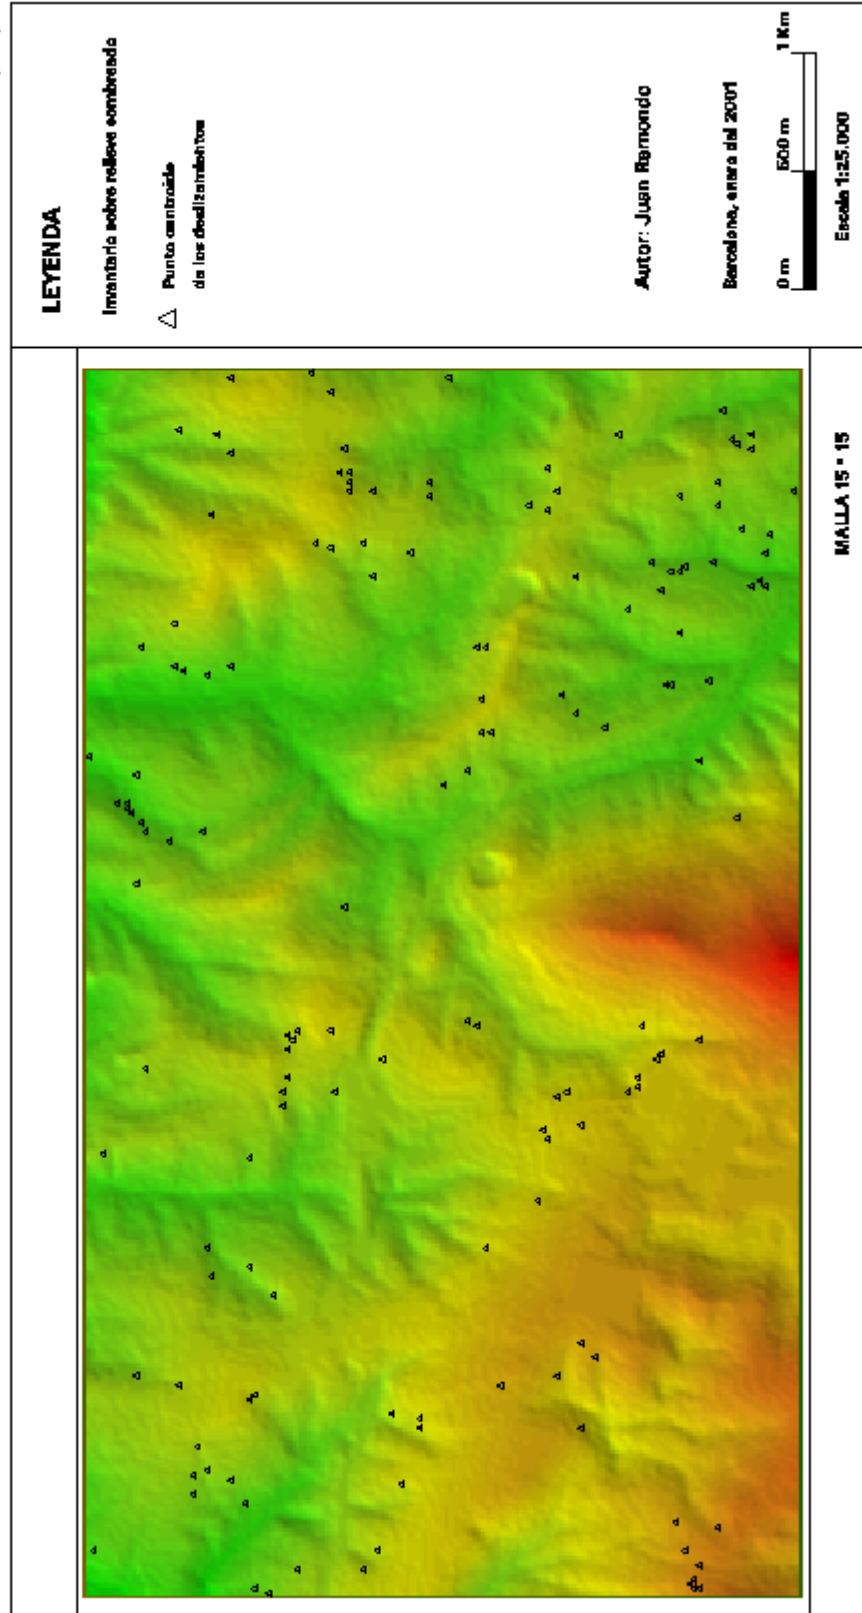 LEYENDA
Inventario sobre relieve sombreado
Punto centroide
de los deslizamientos
Autor: Juan Remondo
Barcelona, enero del 2001
0 m 500 m 1 Km
Escala 1:25.000
MALLA 15 * 15